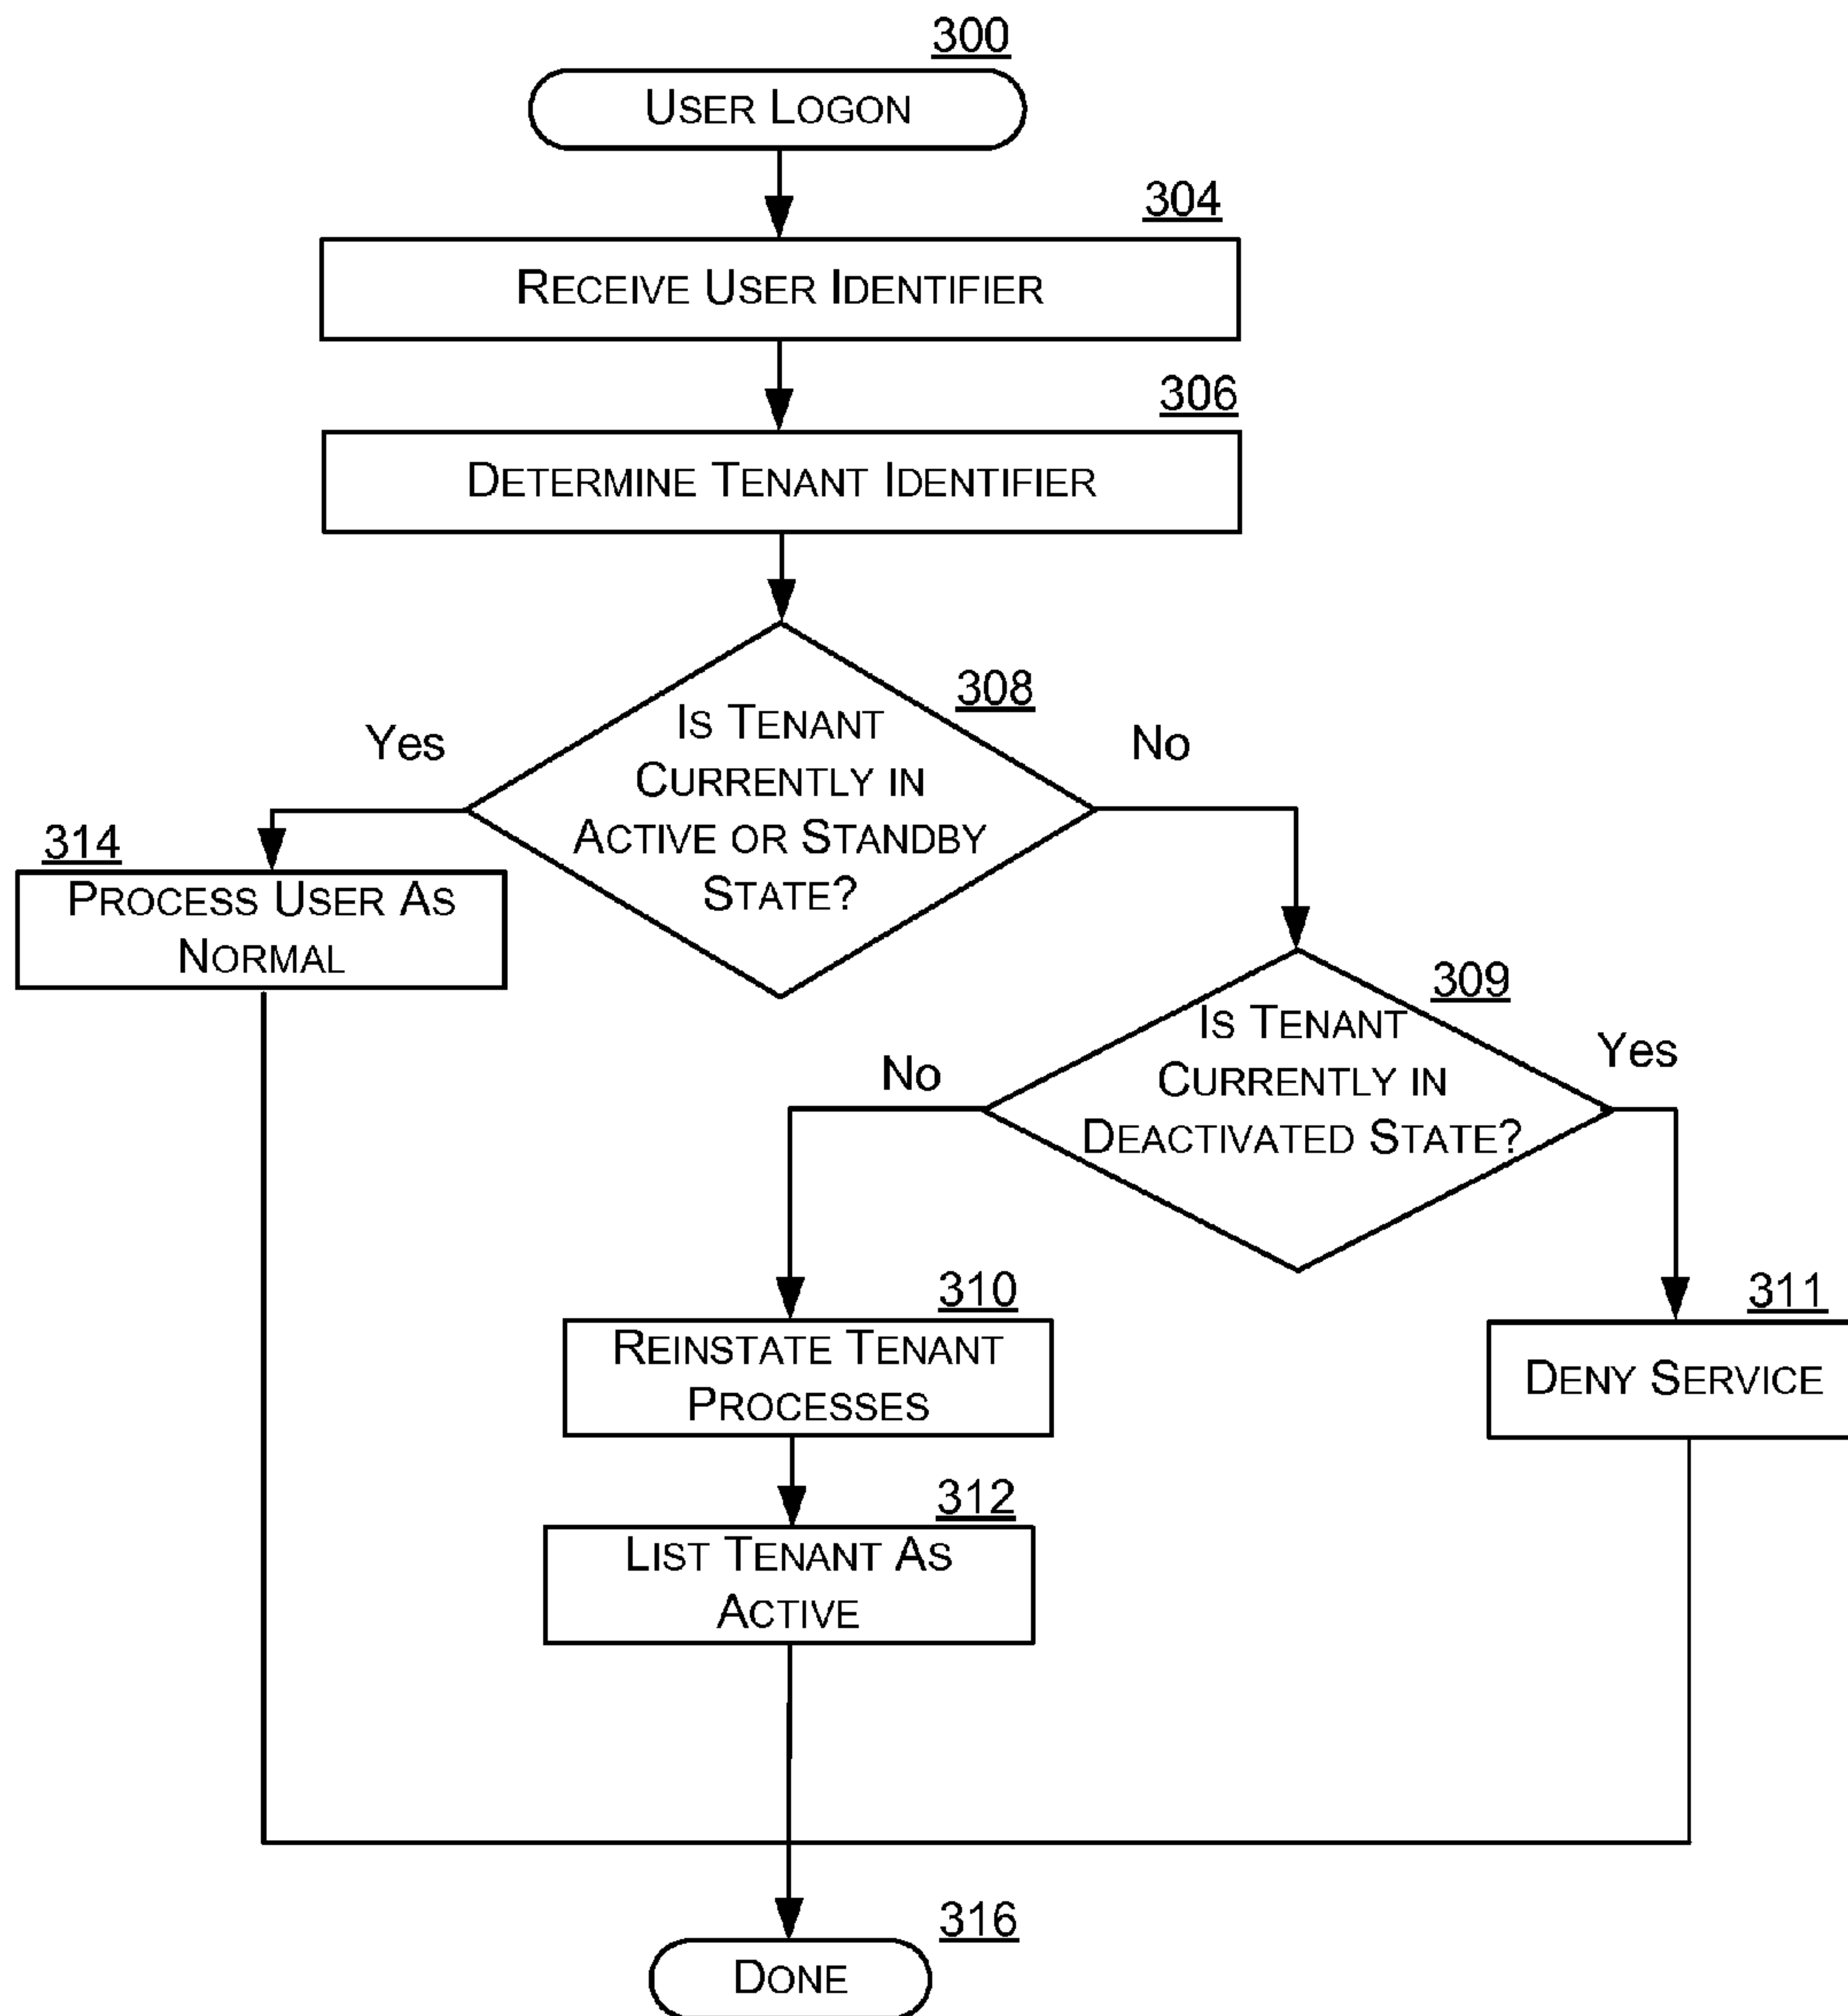 300
USER LOGON
304
RECEIVE USER IDENTIFIER
306
DETERMINE TENANT IDENTIFIER
308
IS TENANT
CURRENTLY IN
ACTIVE OR STANDBY
STATE?
Yes
No
314
PROCESS USER AS
NORMAL
309
IS TENANT
CURRENTLY IN
DEACTIVATED STATE?
No
Yes
310
REINSTATE TENANT
PROCESSES
311
DENY SERVICE
312
LIST TENANT AS
ACTIVE
316
DONE